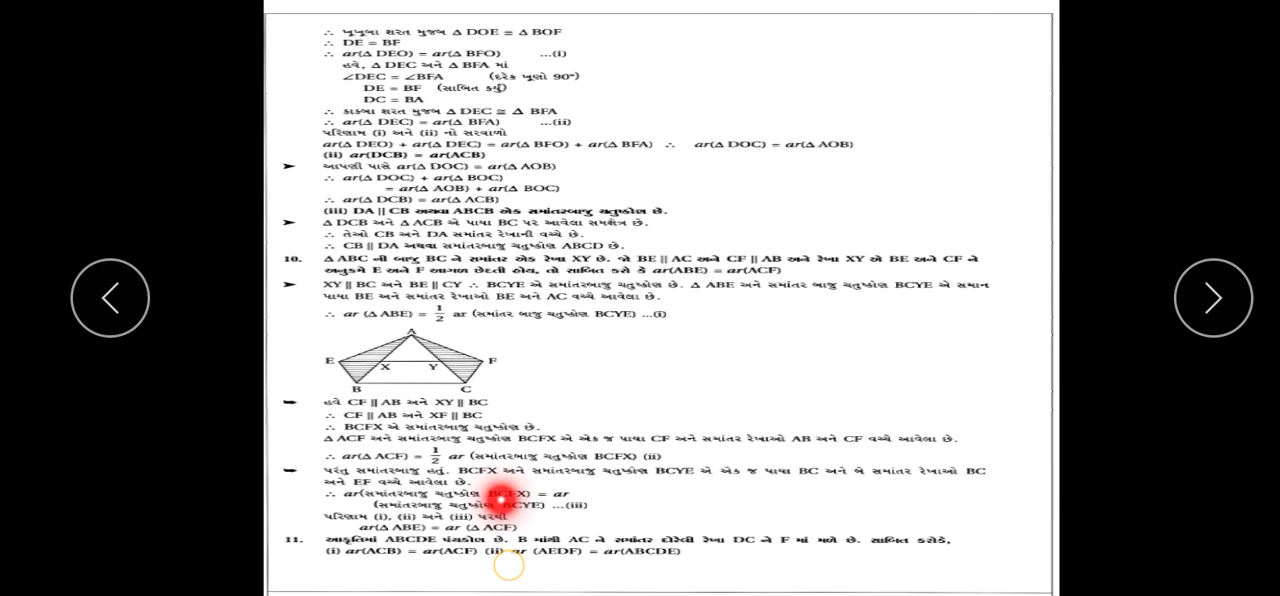 ∴ ખૂખૂબા શરત મુજબ Δ DOE ≅ Δ BOF
∴ DE = BF
∴ ar(Δ DEO) = ar(Δ BFO) ...(i)
હવે, Δ DEC અને Δ BFA માં
∠DEC = ∠BFA (દરેક ખૂણો 90°)
DE = BF (સાબિત કર્યું)
DC = BA
∴ કાકબા શરત મુજબ Δ DEC ≅ Δ BFA
∴ ar(Δ DEC) = ar(Δ BFA) ...(ii)
પરિણામ (i) અને (ii) નો સરવાળો
ar(Δ DEO) + ar(Δ DEC) = ar(Δ BFO) + ar(Δ BFA) ∴ ar(Δ DOC) = ar(Δ AOB)
(ii) ar(DCB) = ar(ACB)
➤ આપણી પાસે ar(Δ DOC) = ar(Δ AOB)
∴ ar(Δ DOC) + ar(Δ BOC)
= ar(Δ AOB) + ar(Δ BOC)
∴ ar(Δ DCB) = ar(Δ ACB)
(iii) DA || CB અથવા ABCB એક સમાંતરબાજુ ચતુષ્કોણ છે.
➤ Δ DCB અને Δ ACB એ પાયા BC પર આવેલા સમક્ષેત્ર છે.
∴ તેઓ CB અને DA સમાંતર રેખાની વચ્ચે છે.
∴ CB || DA અથવા સમાંતરબાજુ ચતુષ્કોણ ABCD છે.
10. Δ ABC ની બાજુ BC ને સમાંતર એક રેખા XY છે. જો BE || AC અને CF || AB અને રેખા XY એ BE અને CF ને
અનુક્રમે E અને F આગળ છેદતી હોય, તો સાબિત કરો કે ar(ABE) = ar(ACF)
➤ XY || BC અને BE || CY ∴ BCYE એ સમાંતરબાજુ ચતુષ્કોણ છે. Δ ABE અને સમાંતર બાજુ ચતુષ્કોણ BCYE એ સમાન
પાયા BE અને સમાંતર રેખાઓ BE અને AC વચ્ચે આવેલા છે.
∴ ar (Δ ABE) = 1/2 ar (સમાંતર બાજુ ચતુષ્કોણ BCYE) ...(i)
A
E X Y F
B C
➥ હવે CF || AB અને XY || BC
∴ CF || AB અને XF || BC
∴ BCFX એ સમાંતરબાજુ ચતુષ્કોણ છે.
Δ ACF અને સમાંતરબાજુ ચતુષ્કોણ BCFX એ એક જ પાયા CF અને સમાંતર રેખાઓ AB અને CF વચ્ચે આવેલા છે.
∴ ar(Δ ACF) = 1/2 ar (સમાંતરબાજુ ચતુષ્કોણ BCFX) (ii)
➥ પરંતુ સમાંતરબાજુ હતું. BCFX અને સમાંતરબાજુ ચતુષ્કોણ BCYE એ એક જ પાયા BC અને બે સમાંતર રેખાઓ BC
અને EF વચ્ચે આવેલા છે.
∴ ar(સમાંતરબાજુ ચતુષ્કોણ BCFX) = ar
(સમાંતરબાજુ ચતુષ્કોણ BCYE) ...(iii)
પરિણામ (i), (ii) અને (iii) પરથી
ar(Δ ABE) = ar (Δ ACF)
11. આકૃતિમાં ABCDE પંચકોણ છે. B માંથી AC ને સમાંતર દોરેલી રેખા DC ને F માં મળે છે. સાબિત કરોકે,
(i) ar(ACB) = ar(ACF) (ii) ar (AEDF) = ar(ABCDE)